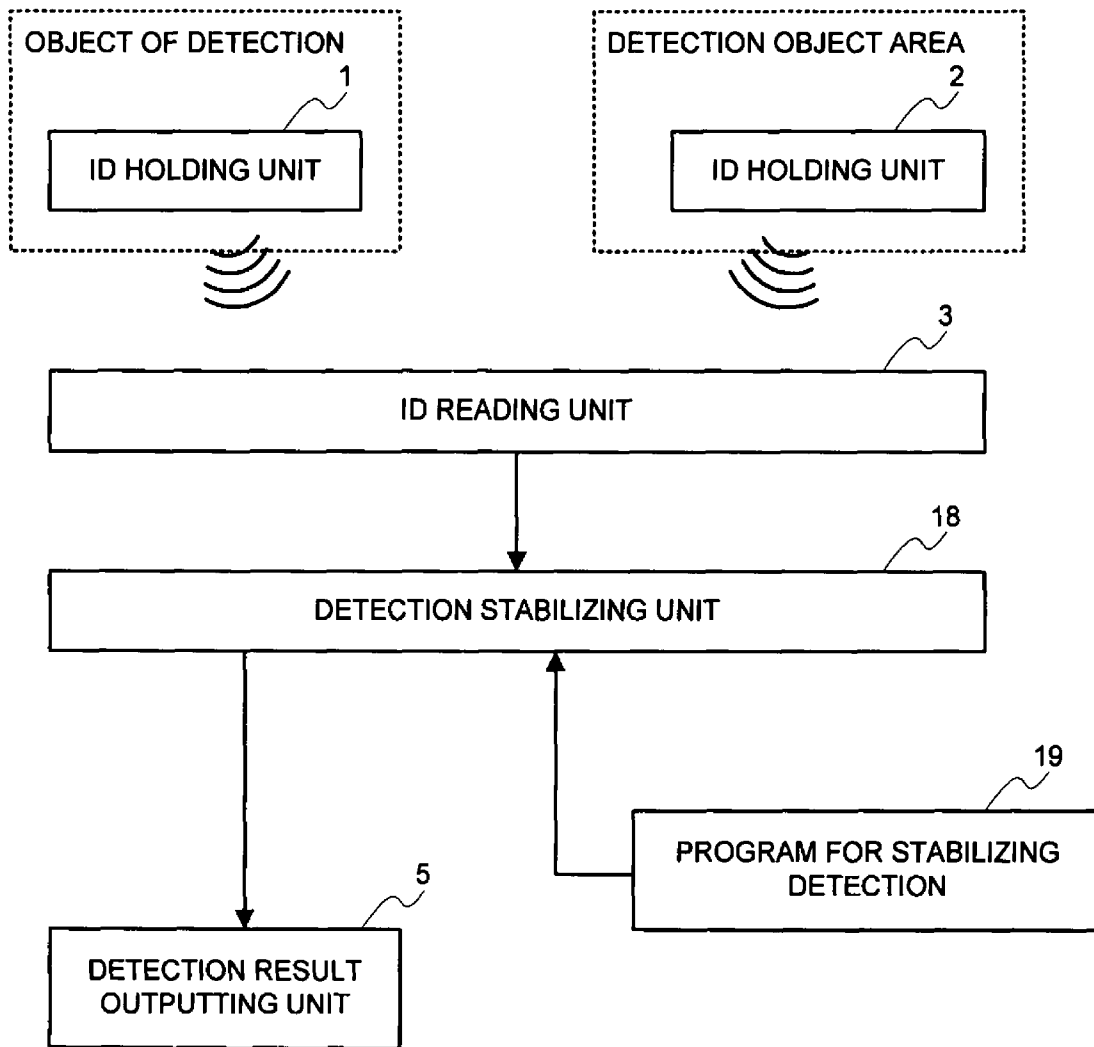 OBJECT OF DETECTION
1
ID HOLDING UNIT
DETECTION OBJECT AREA
2
ID HOLDING UNIT
3
ID READING UNIT
18
DETECTION STABILIZING UNIT
19
PROGRAM FOR STABILIZING
DETECTION
5
DETECTION RESULT
OUTPUTTING UNIT